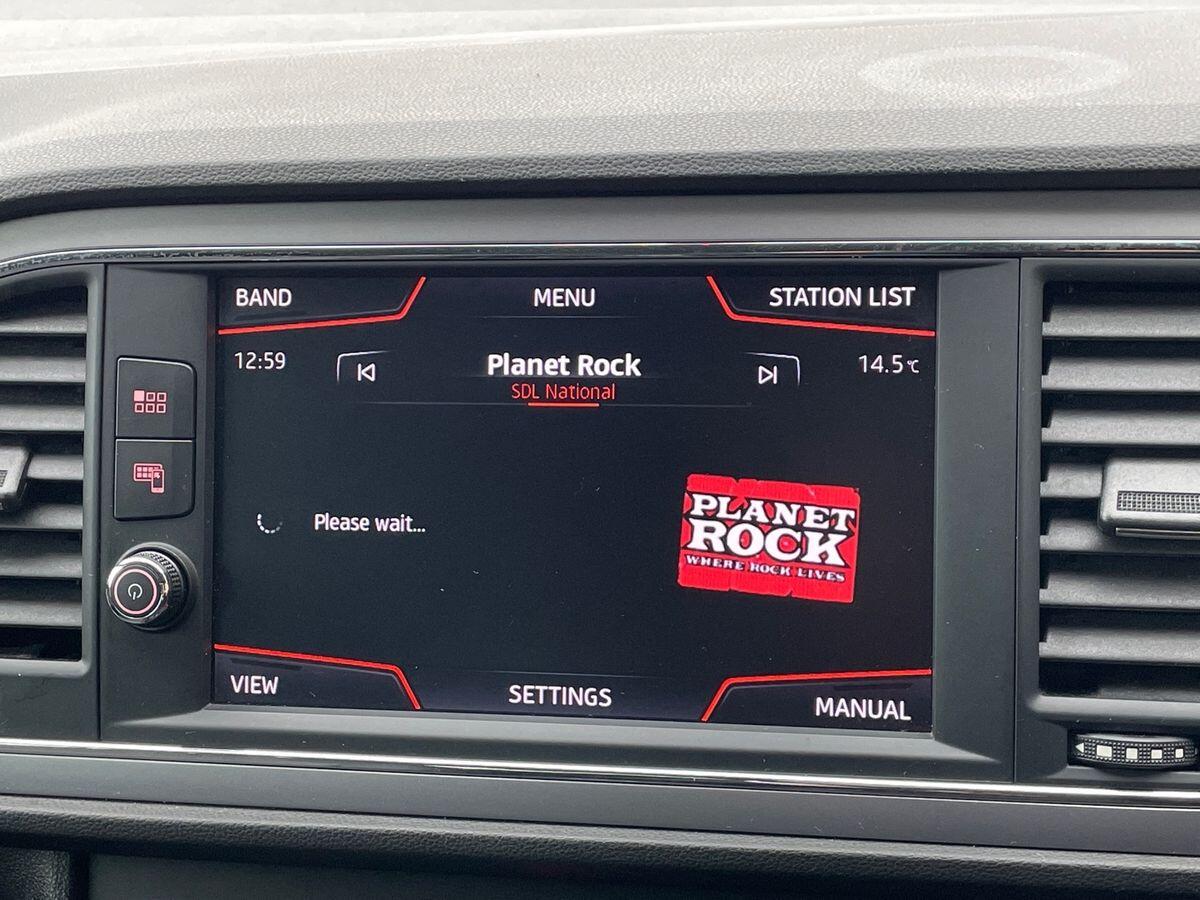 BAND
MENU
STATION LIST
12:59
Planet Rock
14.5°C
SDL National
Please wait...
PLANET
ROCK
WHERE ROCK LIVES
VIEW
SETTINGS
MANUAL